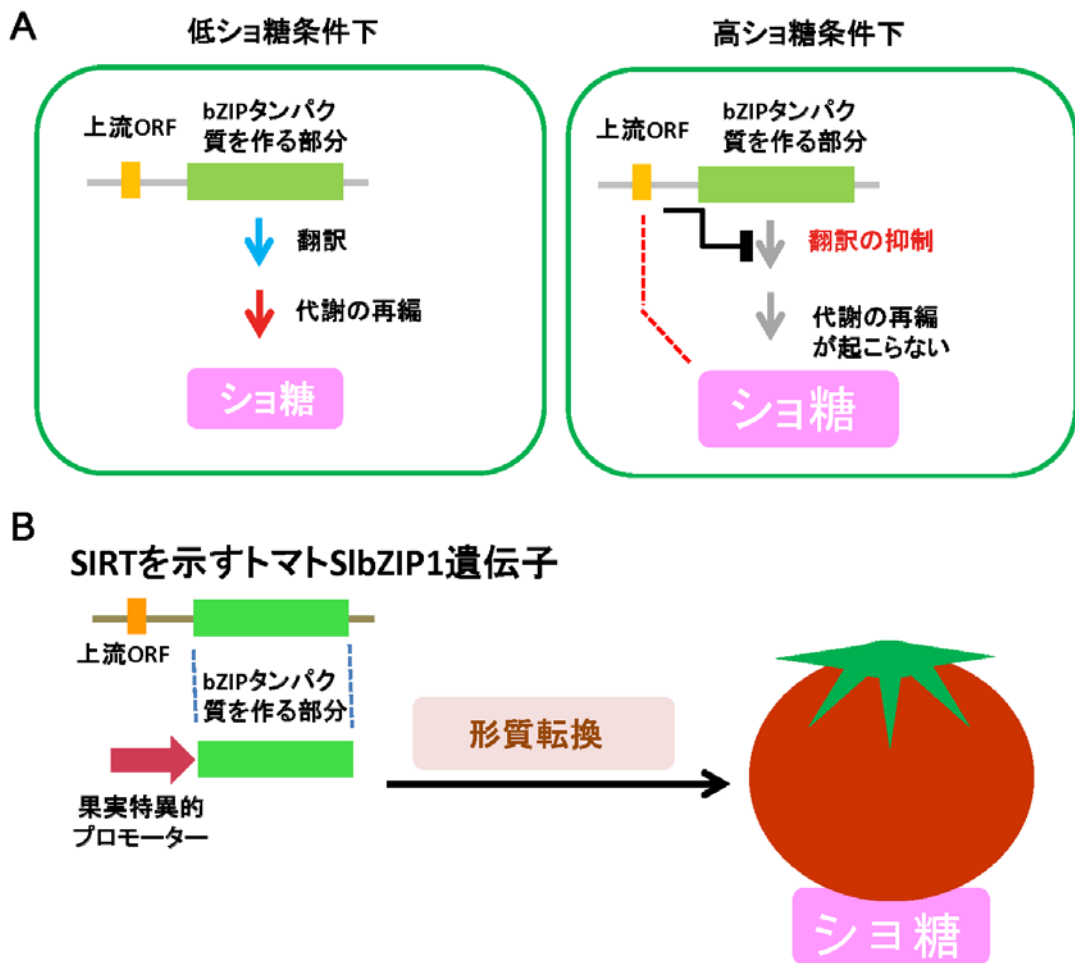 A
低ショ糖条件下
上流ORF
bZIPタンパク
質を作る部分
翻訳
代謝の再編
ショ糖
高ショ糖条件下
上流ORF
bZIPタンパク
質を作る部分
翻訳の抑制
代謝の再編
が起こらない
ショ糖
B
SIRTを示すトマトSlbZIP1遺伝子
上流ORF
bZIPタンパク
質を作る部分
果実特異的
プロモーター
形質転換
ショ糖